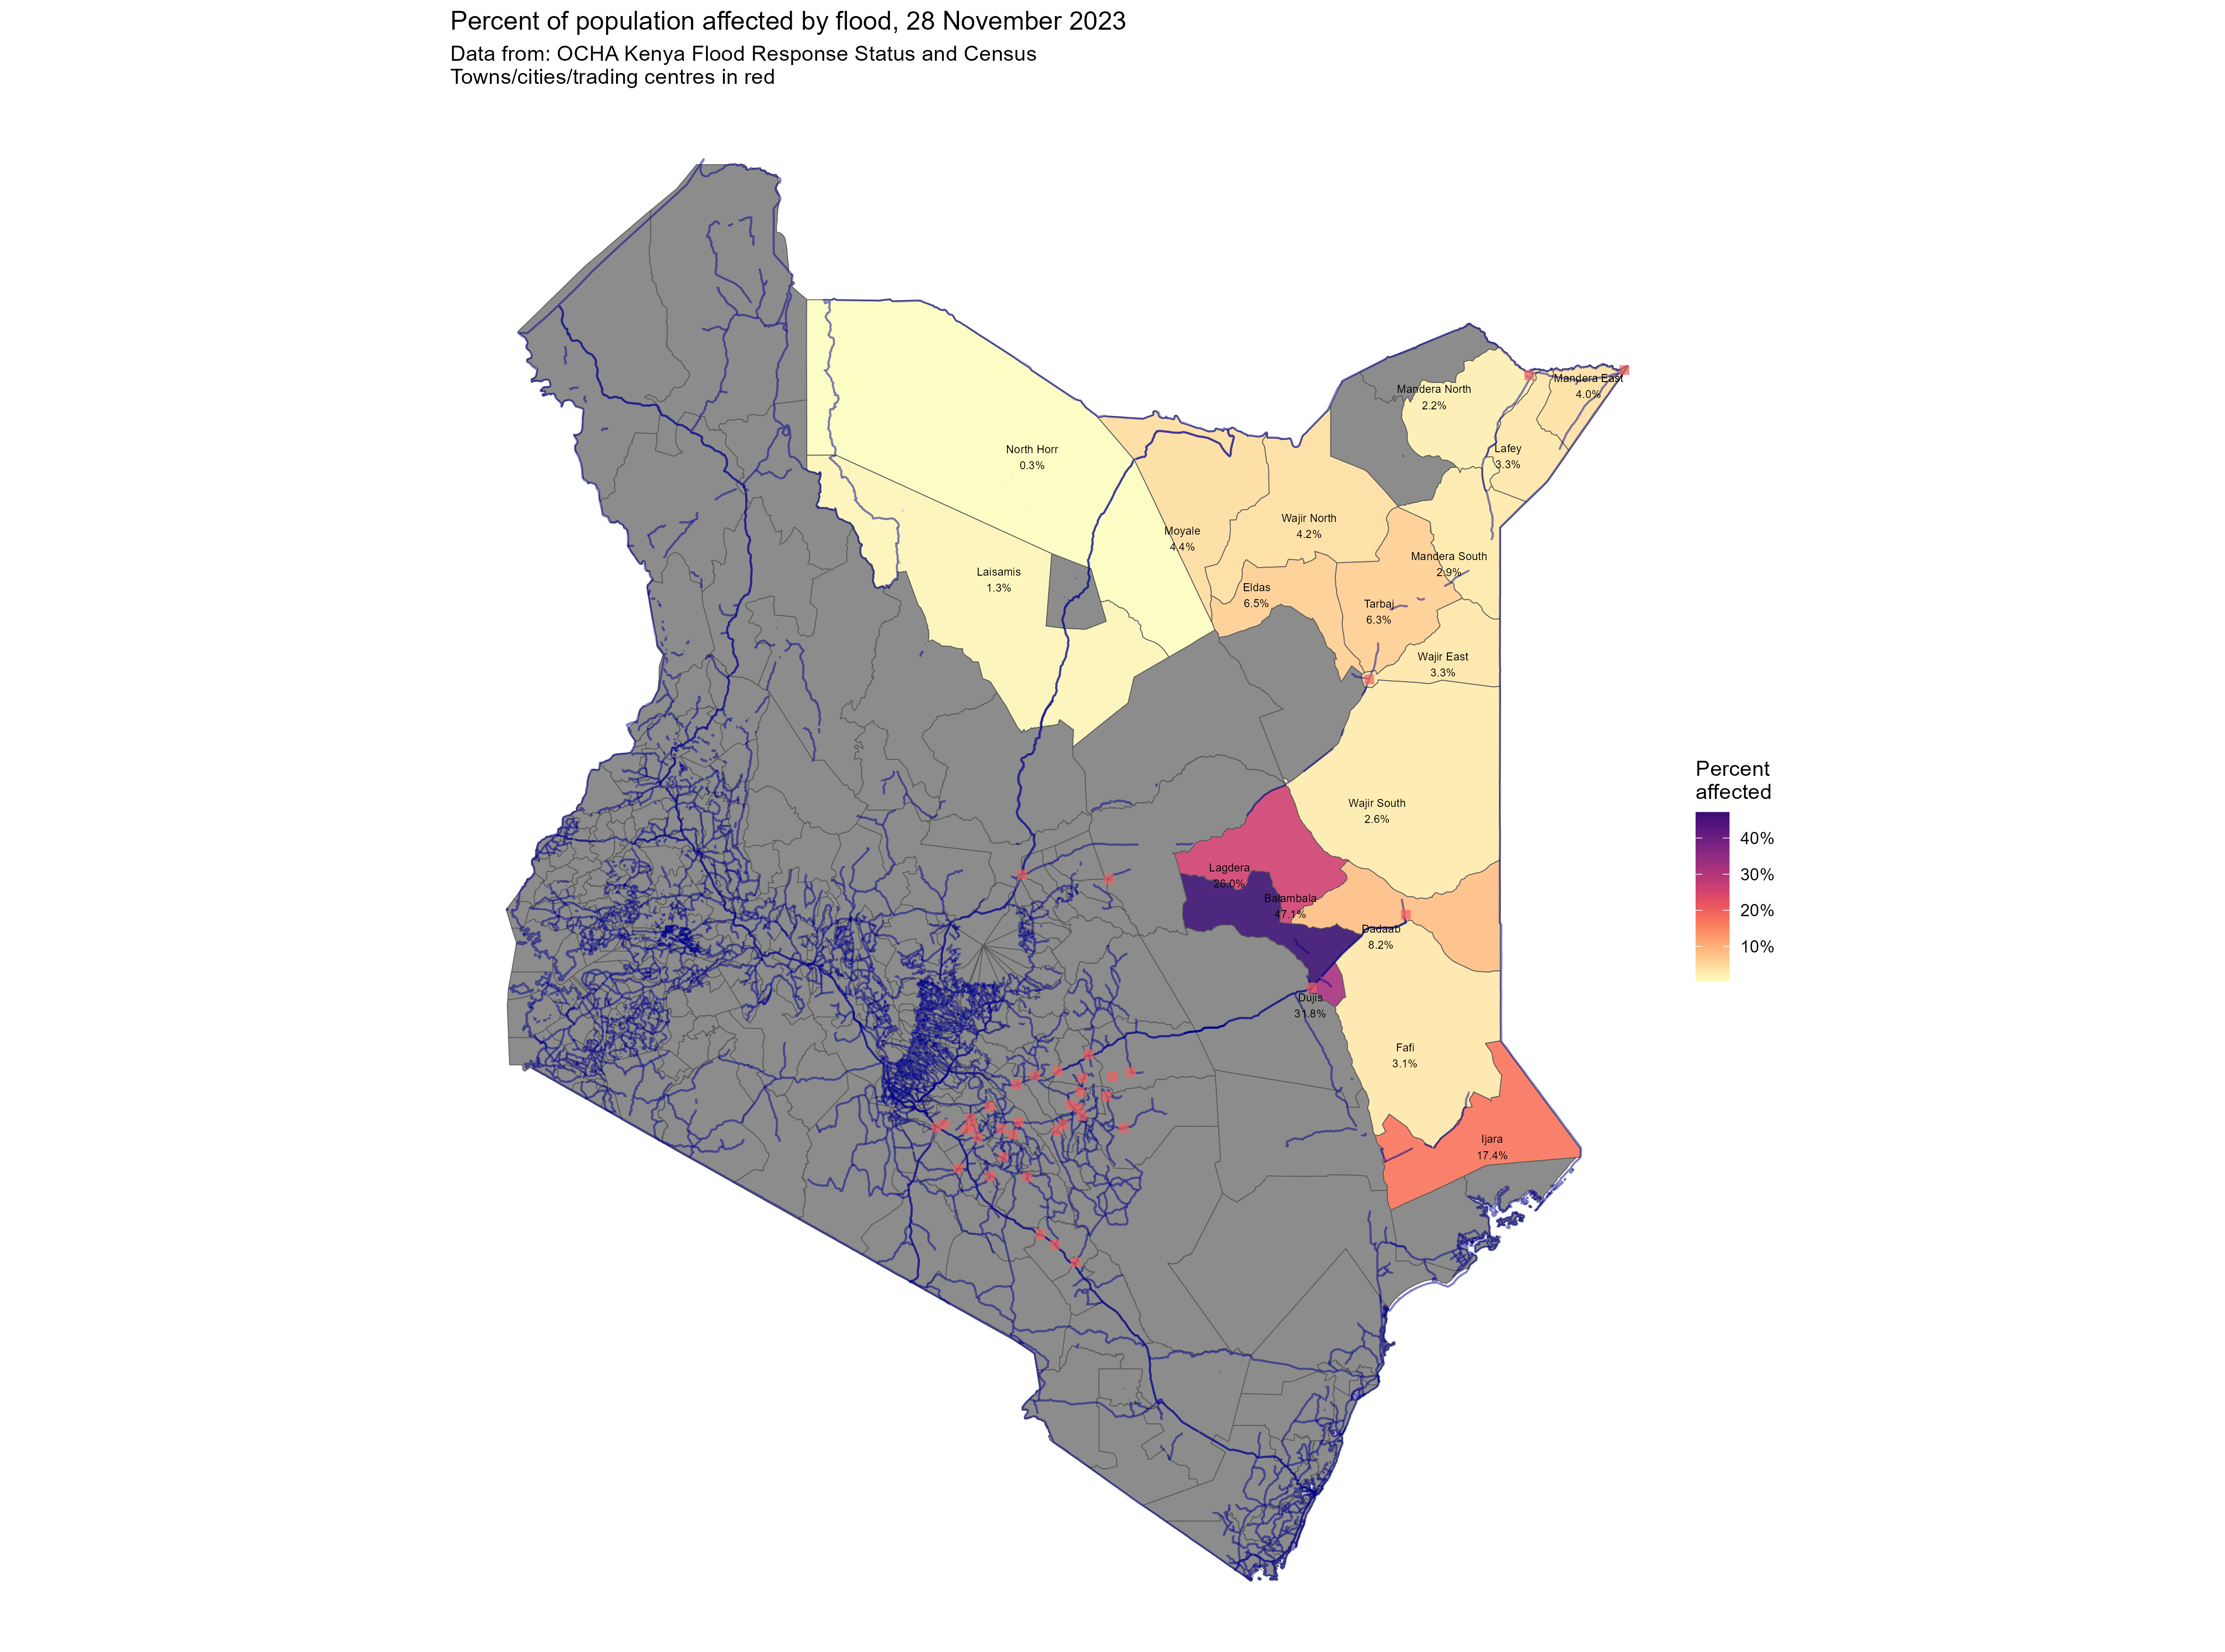 Percent of population affected by flood, 28 November 2023
Data from: OCHA Kenya Flood Response Status and Census
Towns/cities/trading centres in red
Mandera East
4.0%
Mandera North
2.2%
Lafey
3.3%
North Horr
0.3%
Moyale
4.4%
Wajir North
4.2%
Mandera South
2.9%
Laisamis
1.3%
Eldas
6.5%
Tarbaj
6.3%
Wajir East
3.3%
Wajir South
2.6%
Lagdera
26.0%
Balambala
47.1%
Dadaab
8.2%
Dujis
31.8%
Fafi
3.1%
Ijara
17.4%
Percent
affected
40%
30%
20%
10%